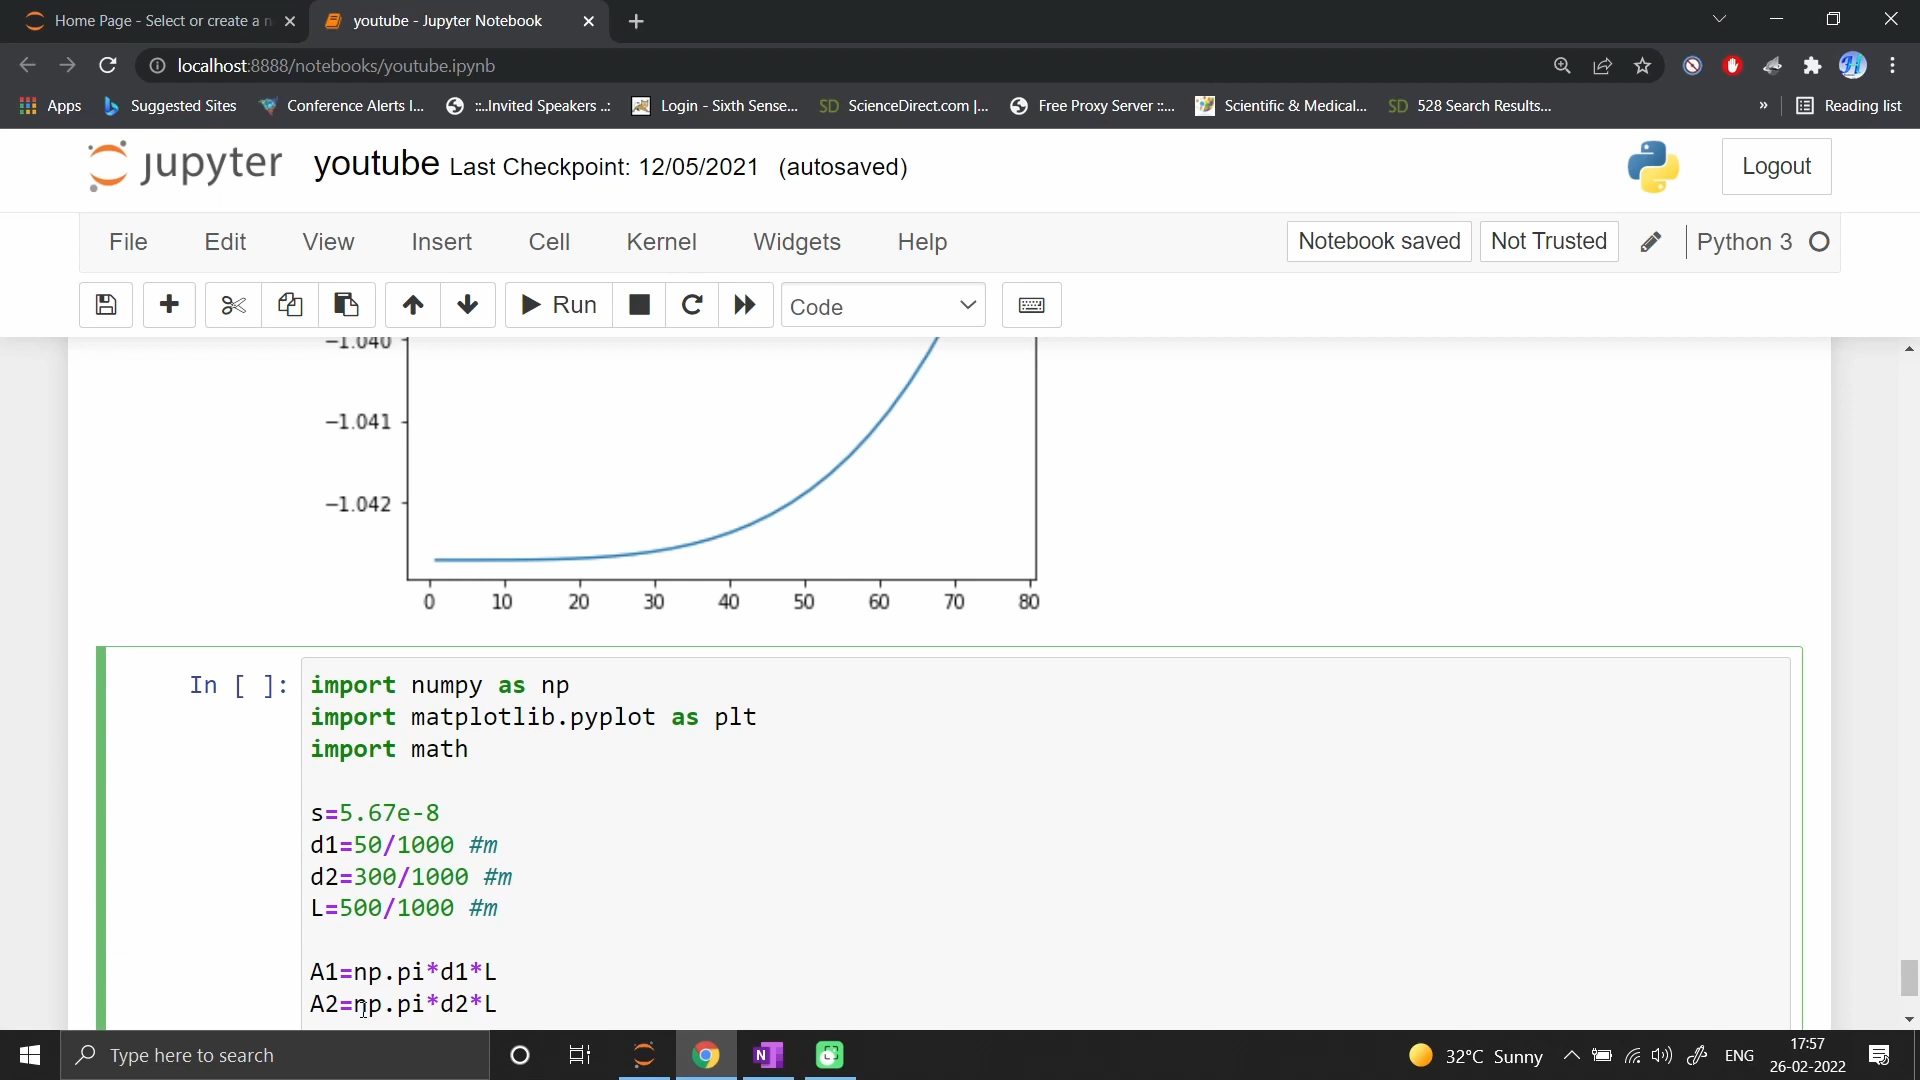 Home Page - Select or create a n
youtube - Jupyter Notebook
localhost:8888/notebooks/youtube.ipynb
Apps Suggested Sites Conference Alerts I... ::..Invited Speakers ..: Login - Sixth Sense... SD ScienceDirect.com |... Free Proxy Server ::... Scientific & Medical... SD 528 Search Results... » Reading list
jupyter youtube Last Checkpoint: 12/05/2021 (autosaved) Logout
File Edit View Insert Cell Kernel Widgets Help Notebook saved Not Trusted Python 3
Run Code
−1.040
−1.041
−1.042
0 10 20 30 40 50 60 70 80
In [ ]: import numpy as np
import matplotlib.pyplot as plt
import math
s=5.67e-8
d1=50/1000 #m
d2=300/1000 #m
L=500/1000 #m
A1=np.pi*d1*L
A2=np.pi*d2*L
Type here to search
N
32°C Sunny
ENG
17:57
26-02-2022